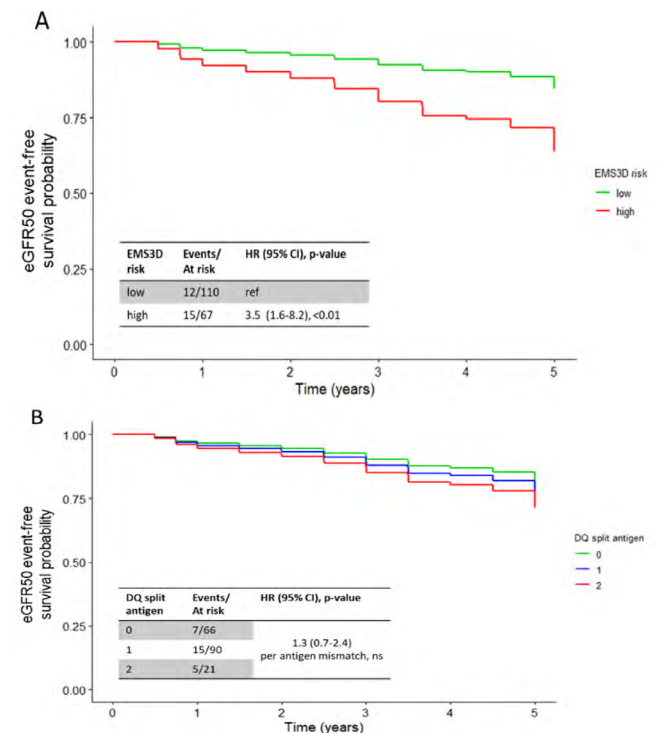 A
1.00
0.75
0.50
0.25
0.00
eGFR50 event-free
survival probability
EMS3D risk
low
high
EMS3D Events/ HR (95% CI), p-value
risk At risk
low 12/110 ref
high 15/67 3.5 (1.6-8.2), <0.01
0 1 2 3 4 5
Time (years)
B
1.00
0.75
0.50
0.25
0.00
eGFR50 event-free
survival probability
DQ split antigen
0
1
2
DQ split Events/ HR (95% CI), p-value
antigen At risk
0 7/66
1 15/90
2 5/21
1.3 (0.7-2.4)
per antigen mismatch, ns
0 1 2 3 4 5
Time (years)